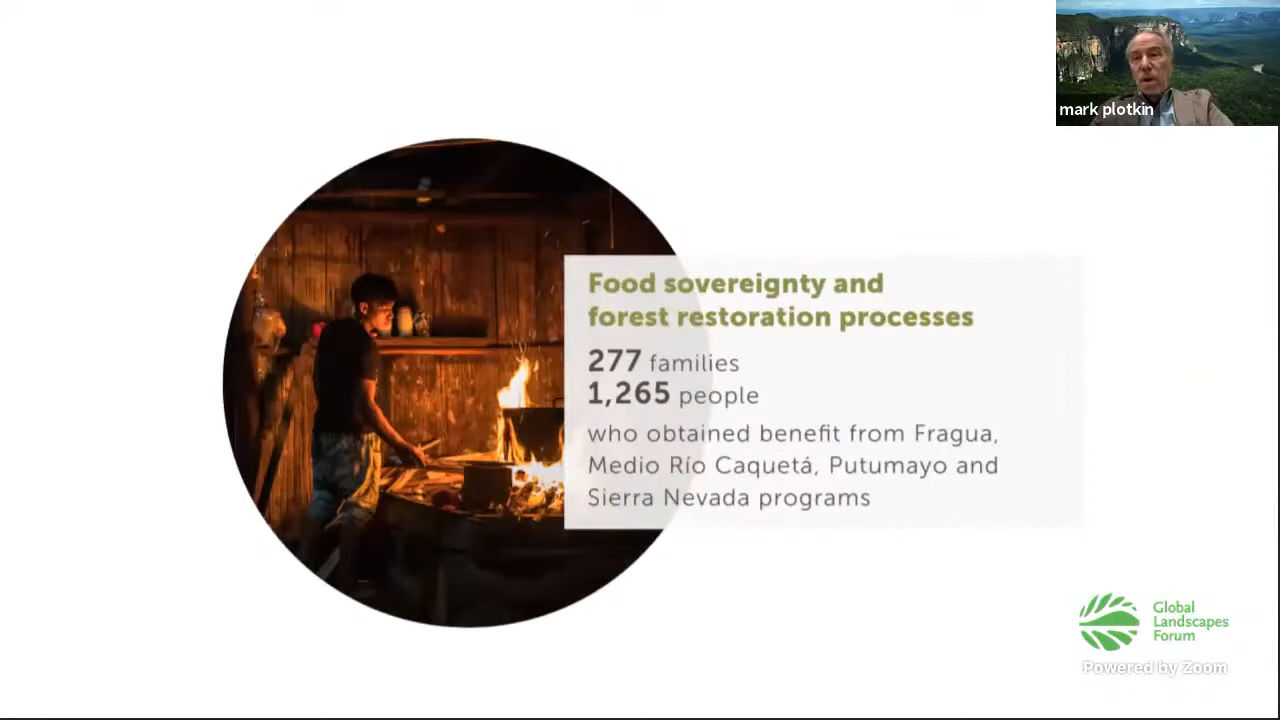 mark plotkin
Food sovereignty and
forest restoration processes
277 families
1,265 people
who obtained benefit from Fragua,
Medio Río Caquetá, Putumayo and
Sierra Nevada programs
Global
Landscapes
Forum
Powered by Zoom